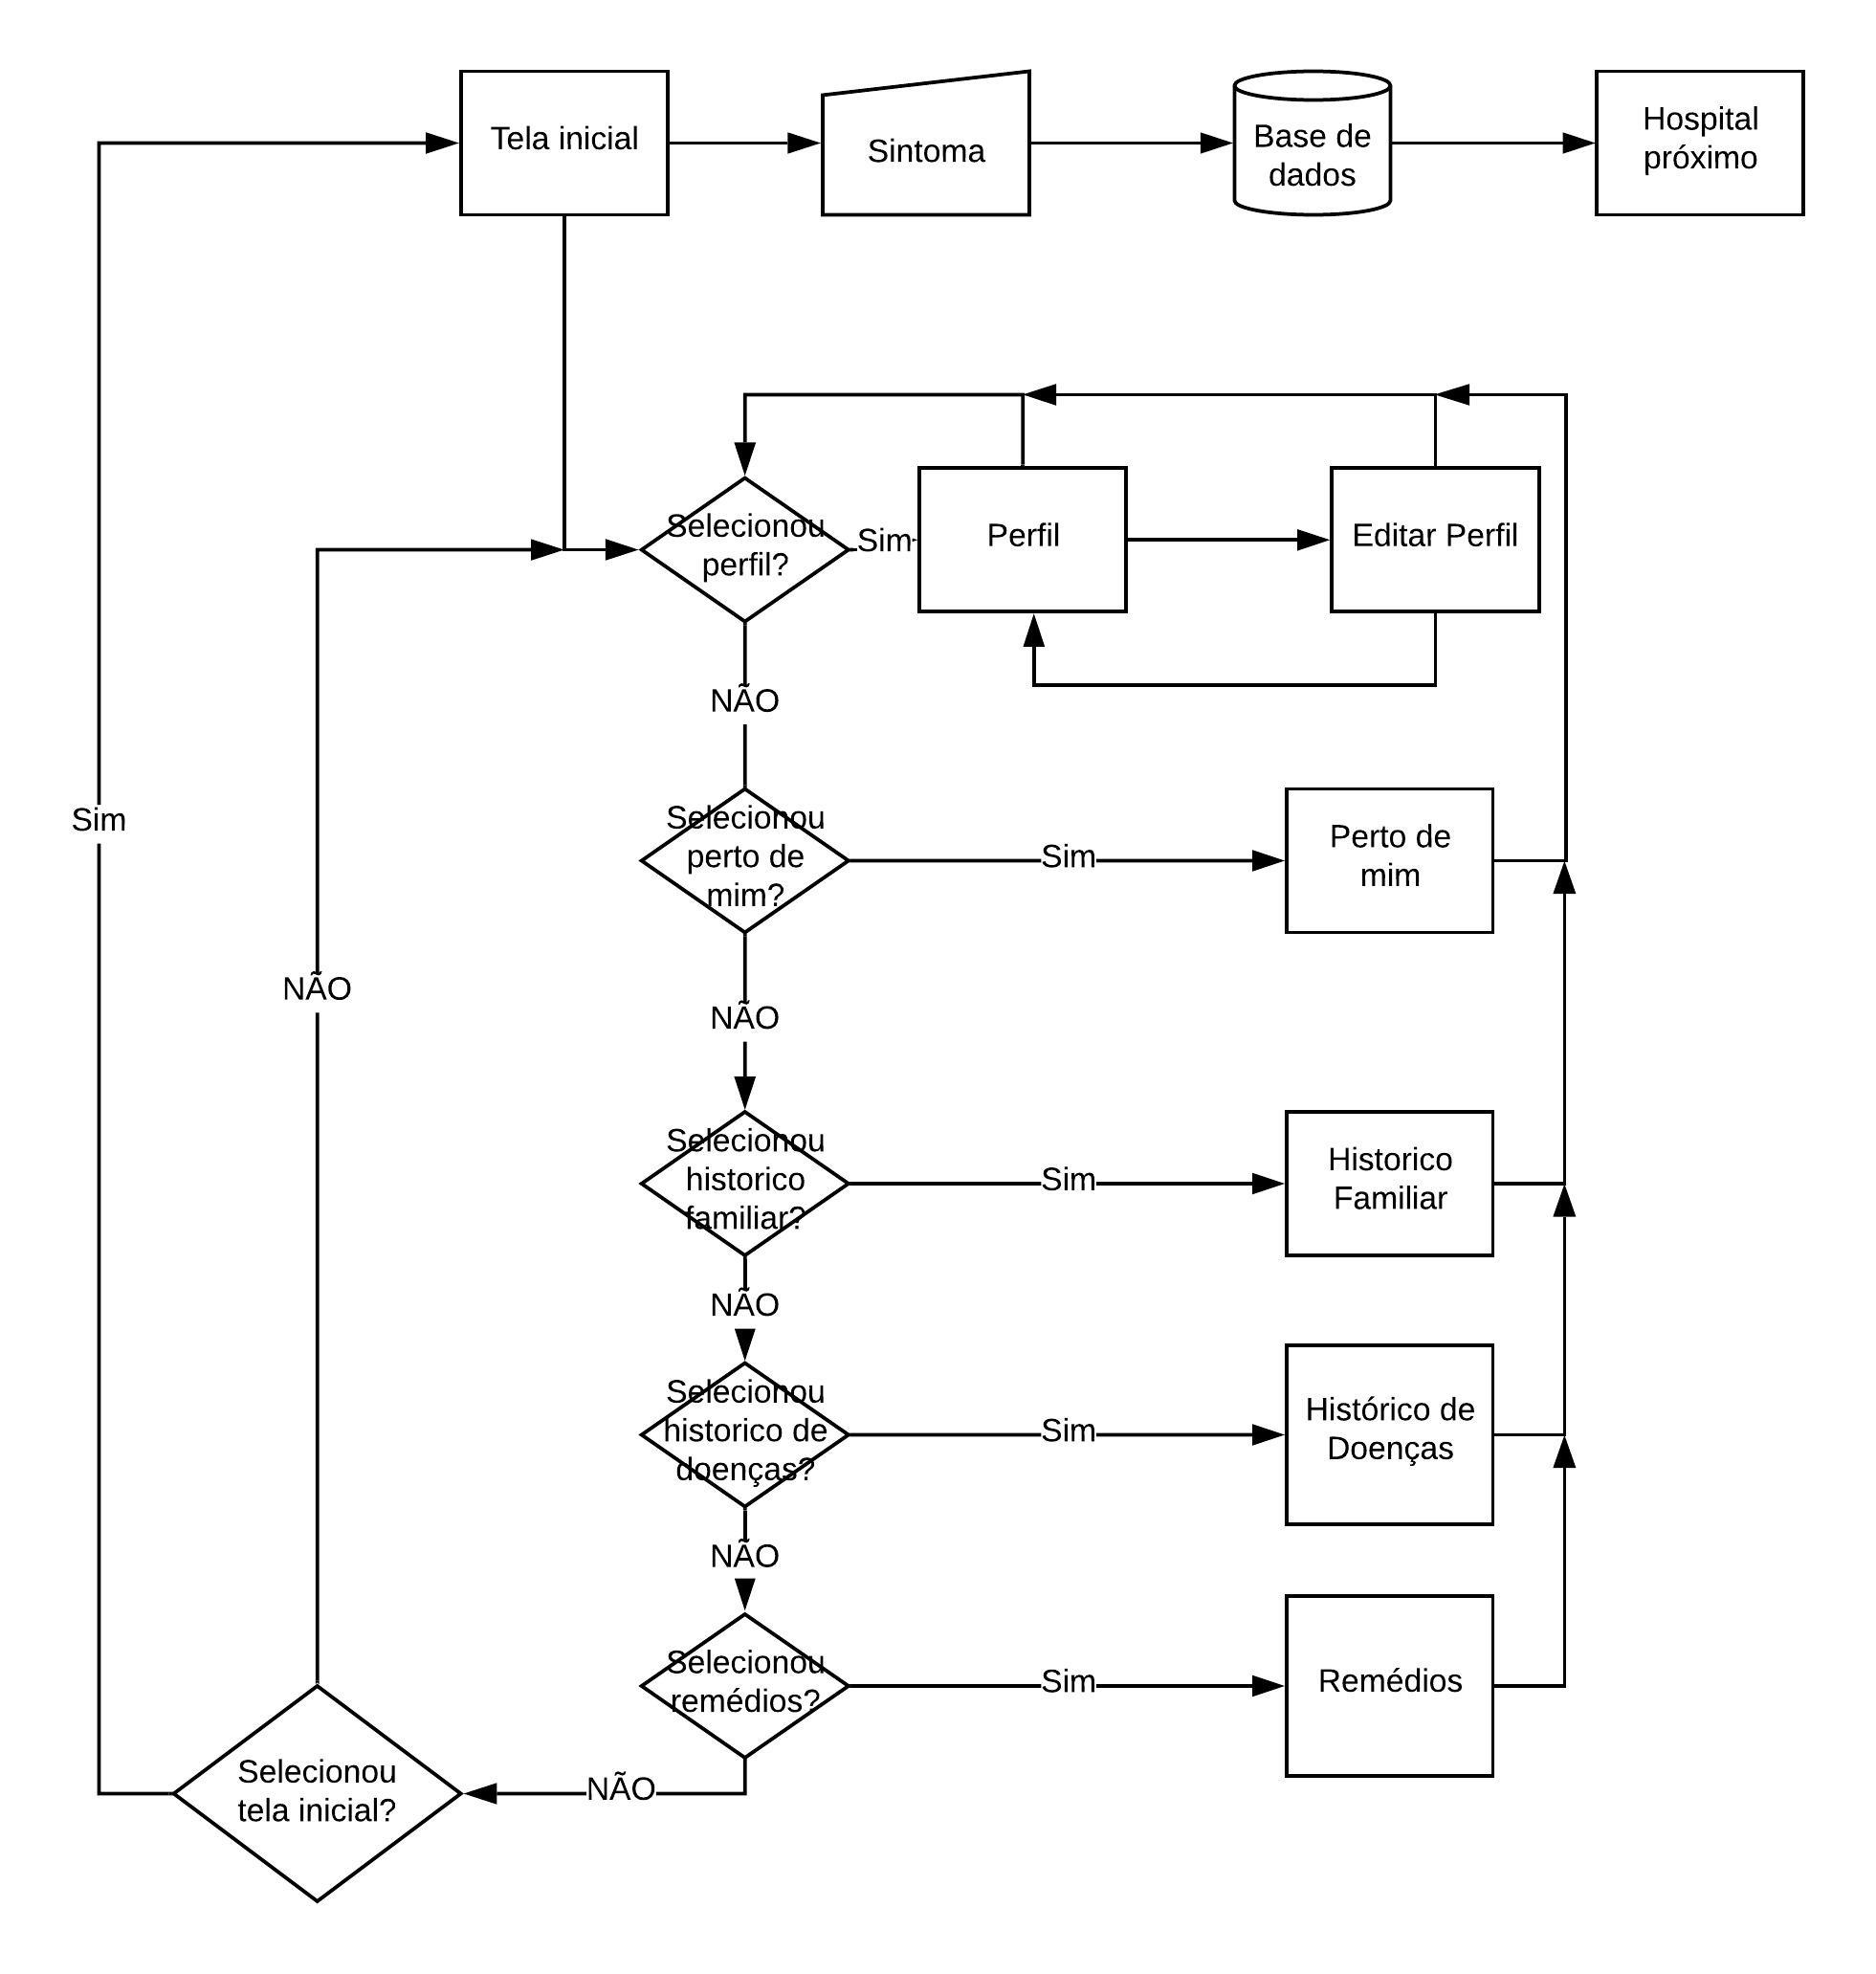 Tela inicial
Sintoma
Base de
dados
Hospital
próximo
Selecionou
perfil?
Sim
Perfil
Editar Perfil
NÃO
Sim
Selecionou
perto de
mim?
Sim
Perto de
mim
NÃO
NÃO
Selecionou
historico
familiar?
Sim
Historico
Familiar
NÃO
Selecionou
historico de
doenças?
Sim
Histórico de
Doenças
NÃO
Selecionou
remédios?
Sim
Remédios
NÃO
Selecionou
tela inicial?